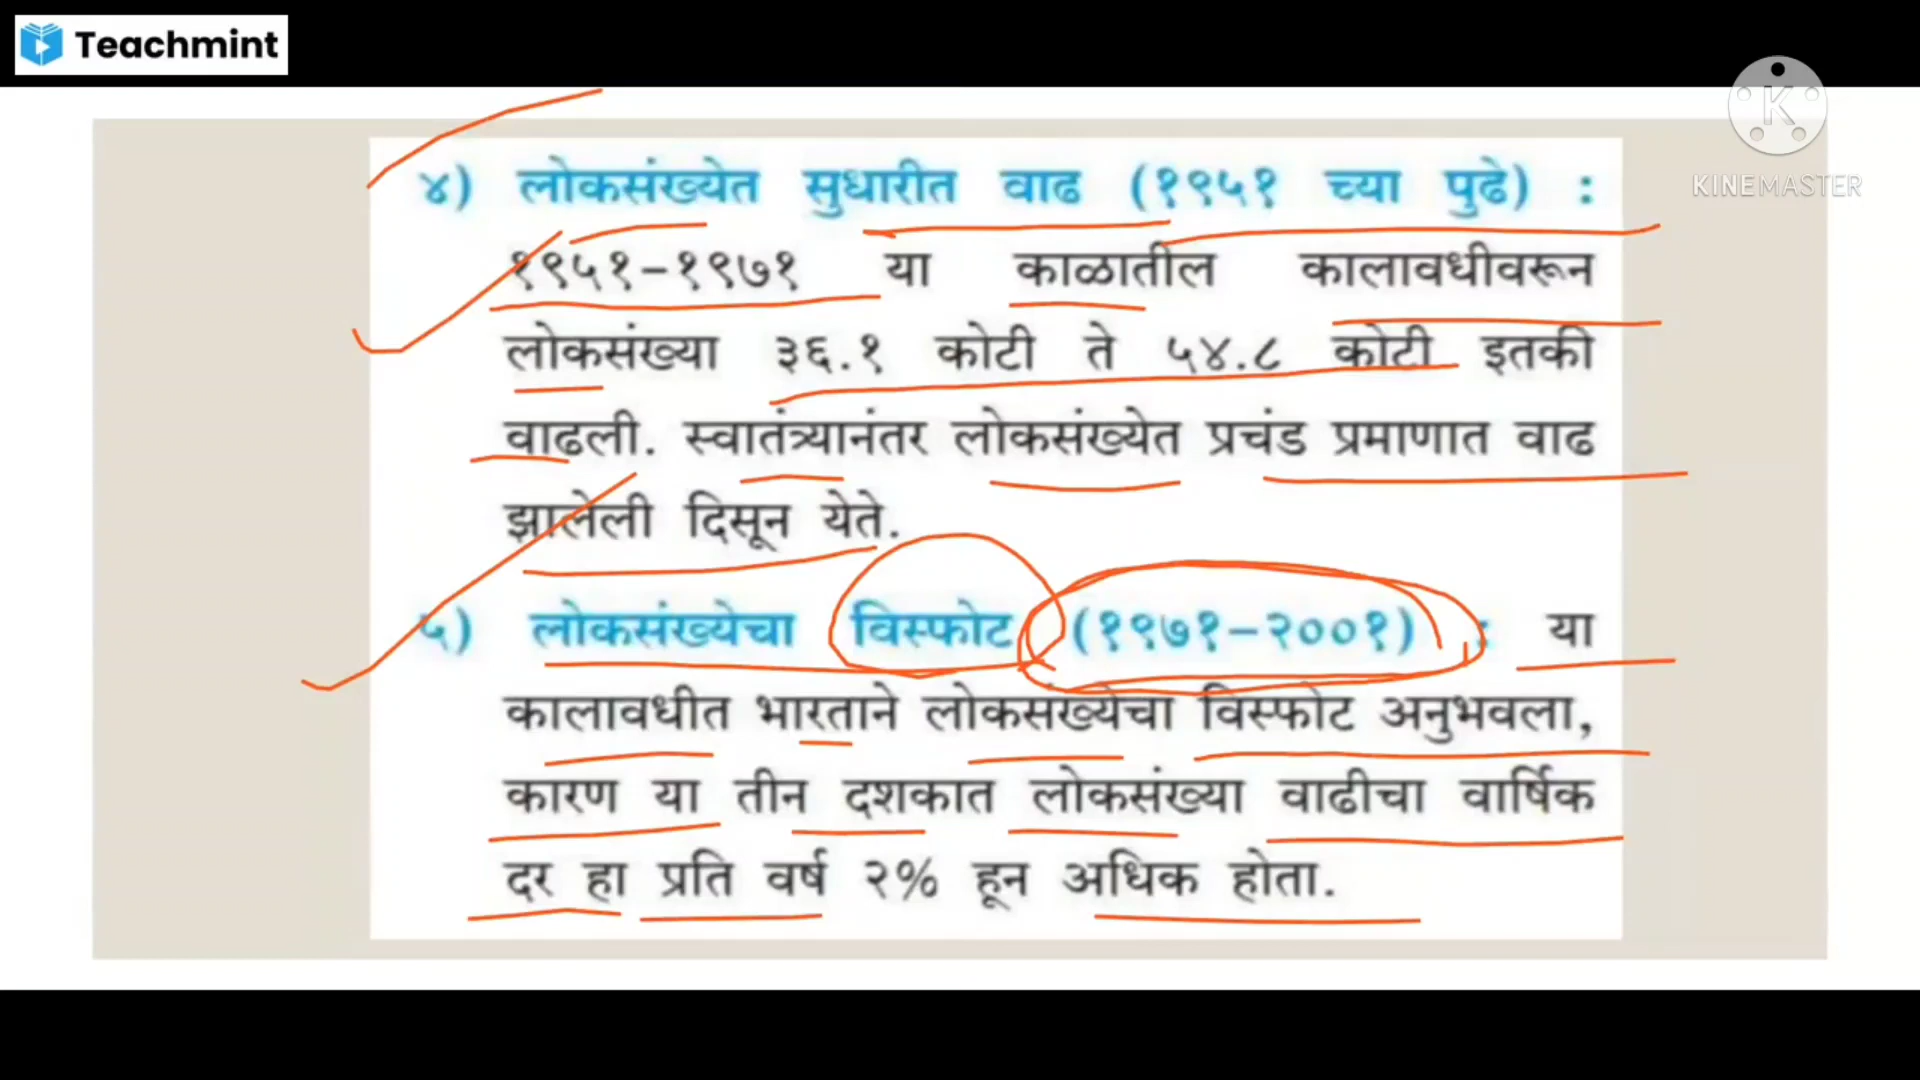 Teachmint
KINEMASTER
४) लोकसंख्येत सुधारीत वाढ (१९५१ च्या पुढे) :
१९५१-१९७१ या काळातील कालावधीवरून
लोकसंख्या ३६.१ कोटी ते ५४.८ कोटी इतकी
वाढली. स्वातंत्र्यानंतर लोकसंख्येत प्रचंड प्रमाणात वाढ
झालेली दिसून येते.
५) लोकसंख्येचा विस्फोट (१९७१-२००१) : या
कालावधीत भारताने लोकसंख्येचा विस्फोट अनुभवला,
कारण या तीन दशकात लोकसंख्या वाढीचा वार्षिक
दर हा प्रति वर्ष २% हून अधिक होता.